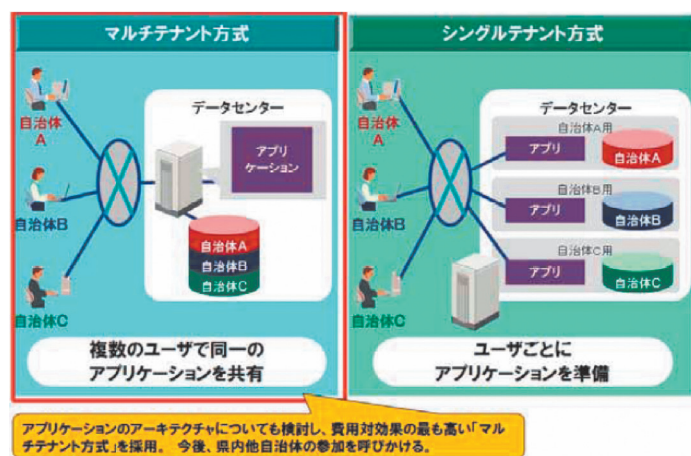 マルチテナント方式
データセンター
自治体
A
自治体B
自治体C
アプリ
ケーション
自治体A
自治体B
自治体C
複数のユーザで同一の
アプリケーションを共有
シングルテナント方式
データセンター
自治体
A
自治体B
自治体C
自治体A用
アプリ
自治体A
自治体B用
アプリ
自治体B
自治体C用
アプリ
自治体C
ユーザごとに
アプリケーションを準備
アプリケーションのアーキテクチャについても検討し、費用対効果の最も高い「マル
チテナント方式」を採用。 今後、県内他自治体の参加を呼びかける。